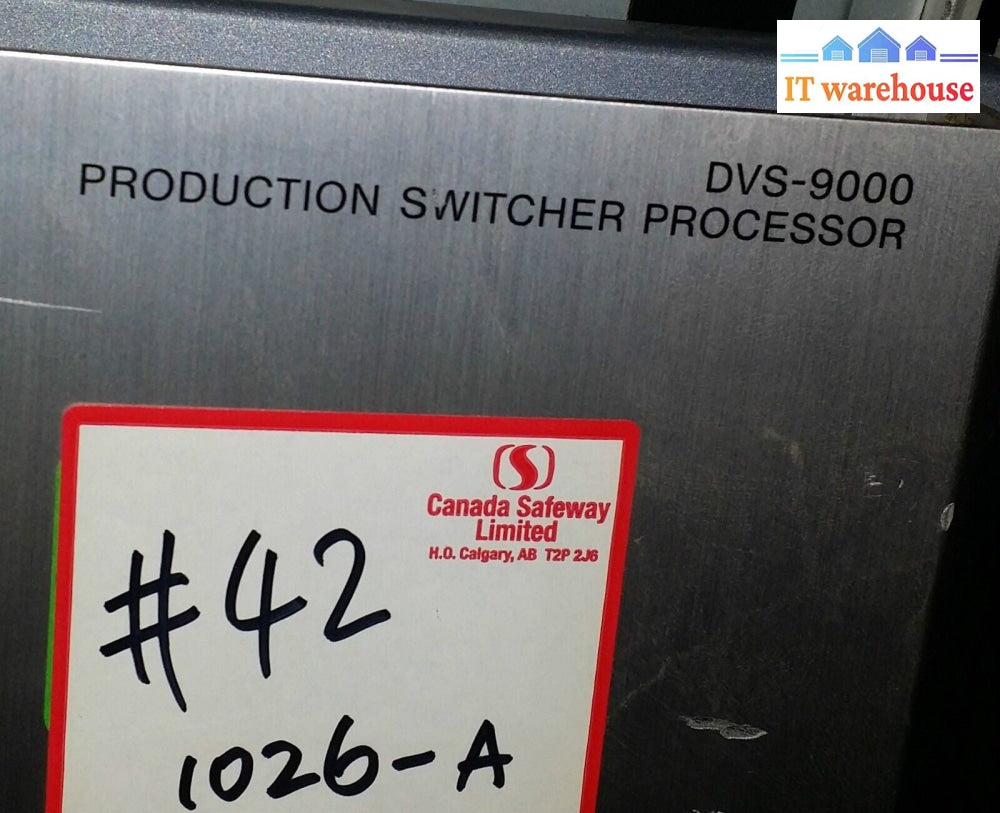 IT warehouse
DVS-9000
PRODUCTION SWITCHER PROCESSOR
Canada Safeway
Limited
H.O. Calgary, AB T2P 2J6
#42
1026-A